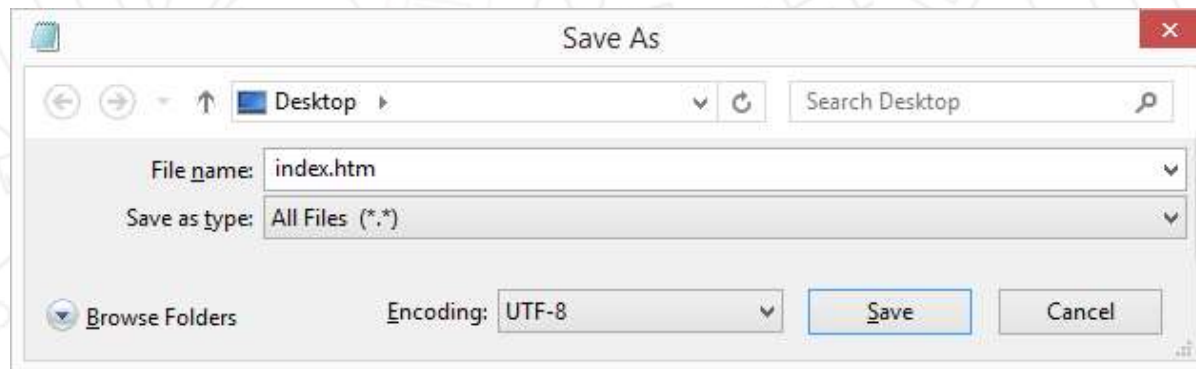 Save As
Desktop
Search Desktop
File name: index.htm
Save as type: All Files (*.*)
Browse Folders Encoding: UTF-8 Save Cancel